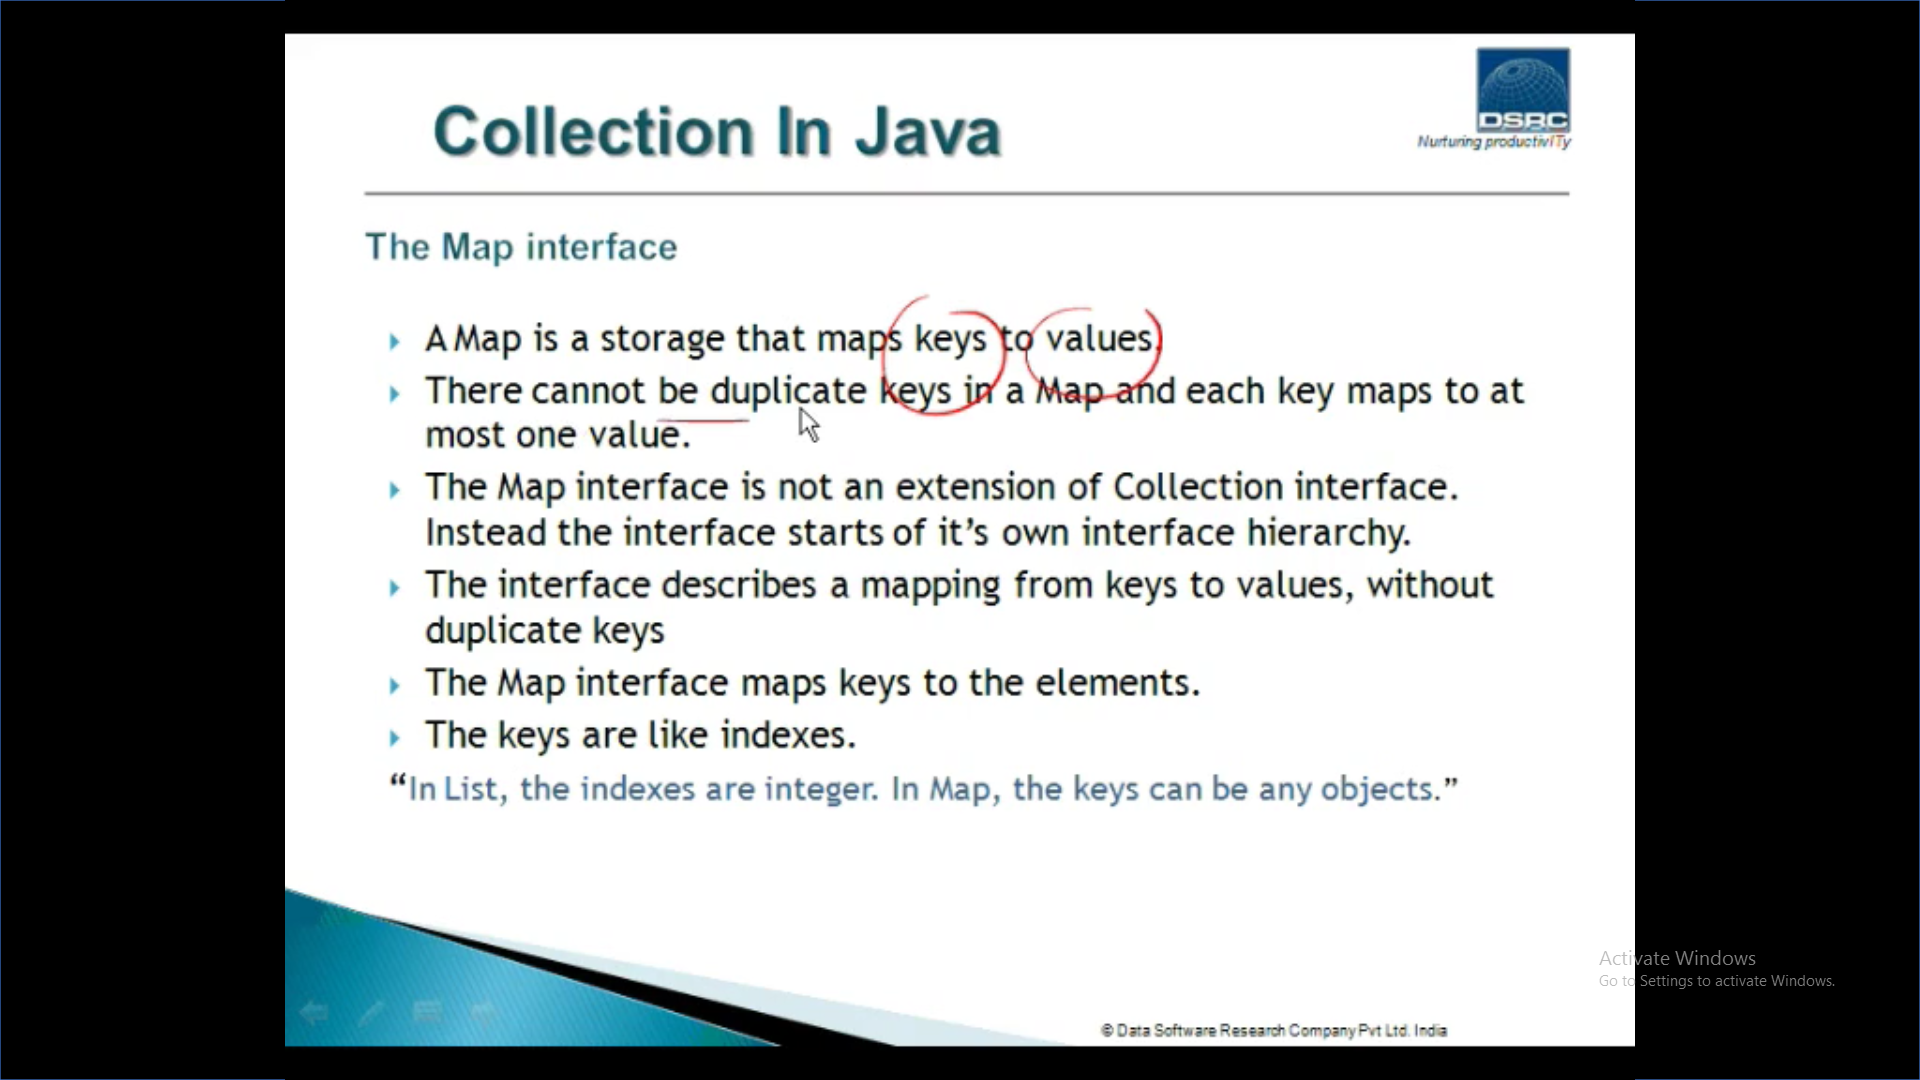 Collection In Java
DSRC
Nurturing productivITy
The Map interface
A Map is a storage that maps keys to values.
There cannot be duplicate keys in a Map and each key maps to at
most one value.
The Map interface is not an extension of Collection interface.
Instead the interface starts of it’s own interface hierarchy.
The interface describes a mapping from keys to values, without
duplicate keys
The Map interface maps keys to the elements.
The keys are like indexes.
“In List, the indexes are integer. In Map, the keys can be any objects.”
Activate Windows
Go to Settings to activate Windows.
© Data Software Research Company Pvt Ltd. India